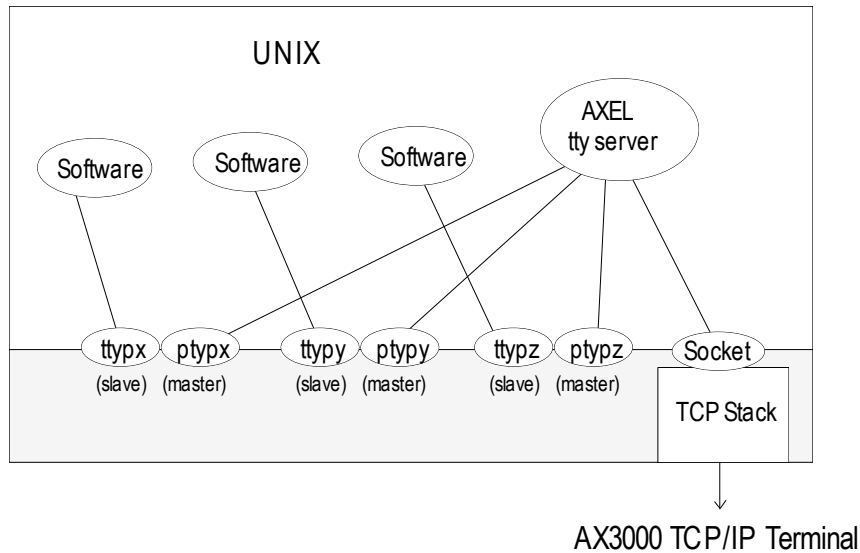 UNIX
AXEL
tty server
Software
Software
Software
ttypx
ptypx
ttypy
ptypy
ttypz
ptypz
Socket
(slave)
(master)
(slave)
(master)
(slave)
(master)
TCP Stack
AX3000 TCP/IP Terminal